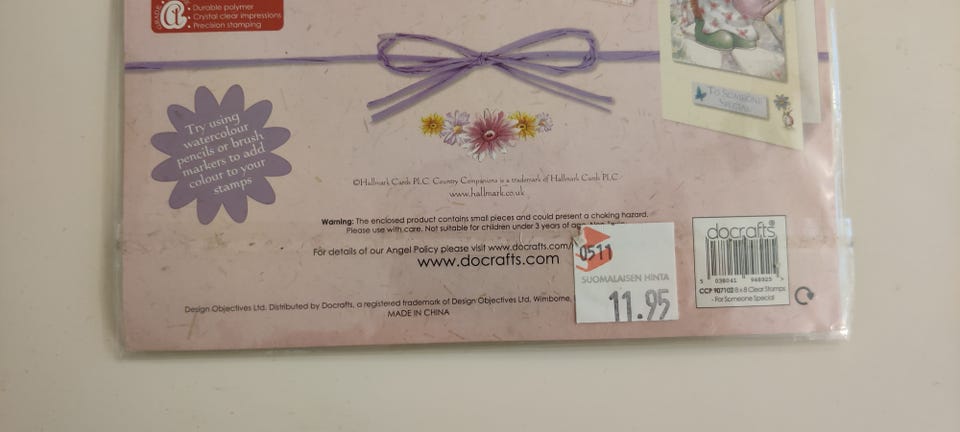 GRADE
Durable polymer
Crystal clear impressions
Precision stamping
To Someone
Special
Try using
watercolour
pencils or brush
markers to add
colour to your
stamps
©Hallmark Cards PLC. Country Companions is a trademark of Hallmark Cards PLC.
www.hallmark.co.uk
Warning: The enclosed product contains small pieces and could present a choking hazard.
Please use with care. Not suitable for children under 3 years of age.
For details of our Angel Policy please visit www.docrafts.com/
www.docrafts.com
Design Objectives Ltd. Distributed by Docrafts, a registered trademark of Design Objectives Ltd, Wimborne,
MADE IN CHINA
0511
SUOMALAISEN HINTA
11.95
docrafts®
5 038041 968325 >
CCP 907102 8 x 8 Clear Stamps
- For Someone Special